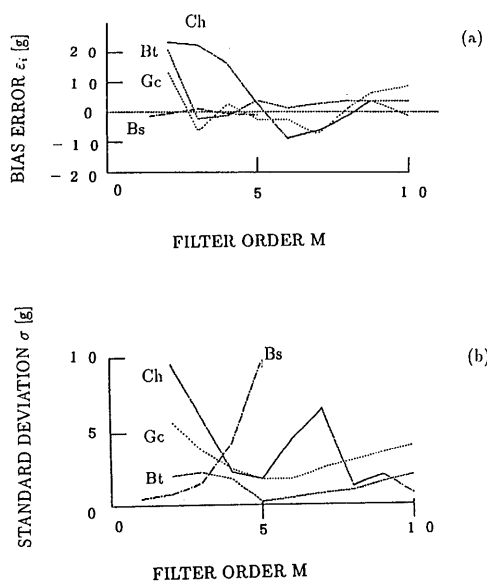 Ch
(a)
BIAS ERROR εᵢ [g]
2 0
Bt
1 0
Gc
0
Bs
− 1 0
− 2 0
0
5
1 0
FILTER ORDER M
STANDARD DEVIATION σ [g]
1 0
Bs
(b)
Ch
Gc
5
Bt
0
0
5
1 0
FILTER ORDER M